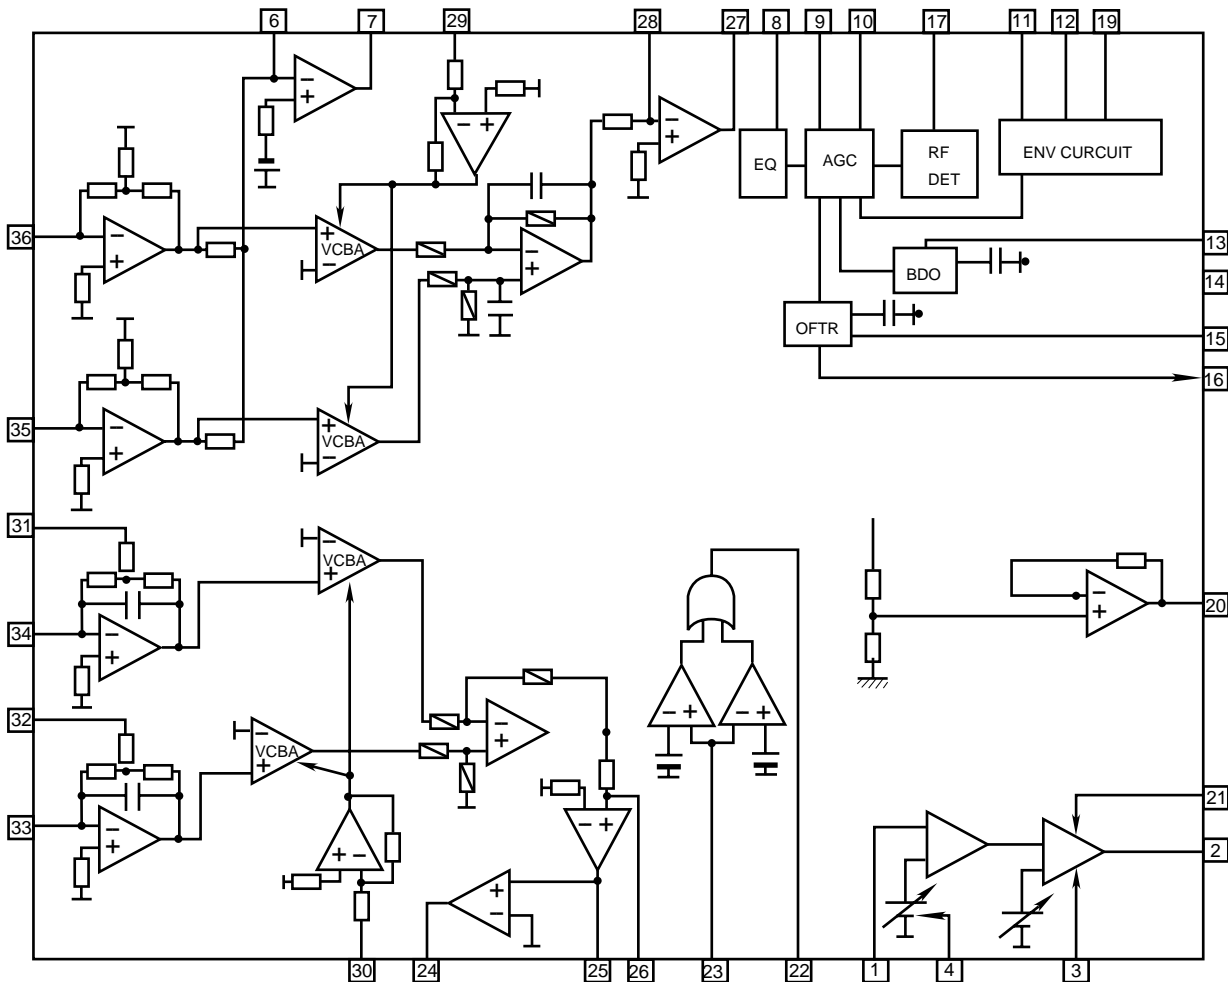 6 7 29 28 27 8 9 10 17 11 12 19
− +
− +
− +
EQ AGC RF DET ENV CURCUIT
36
− +
+ VCBA −
− +
13
BDO
14
OFTR
15
16
35
− +
+ VCBA −
31
− VCBA +
34
− +
− +
20
32
− VCBA +
− +
− + − +
33
− +
+ −
− +
+ −
21
2
30 24 25 26 23 22 1 4 3